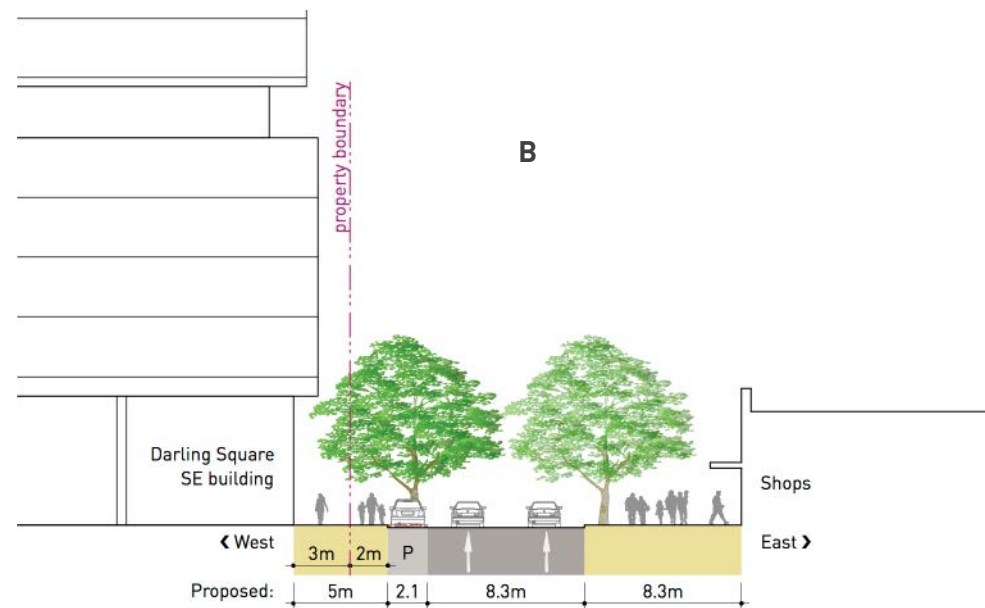 property boundary
B
Darling Square
SE building
Shops
‹ West
3m 2m P
East ›
Proposed: 5m 2.1 8.3m 8.3m